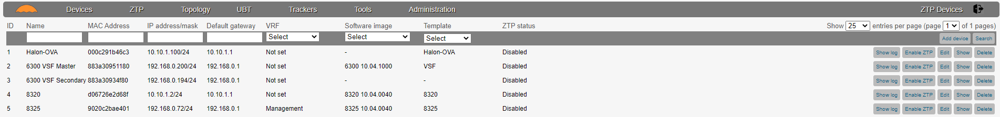 Devices ZTP Topology UBT Trackers Tools Administration ZTP Devices
ID Name MAC Address IP address/mask Default gateway VRF Software image Template ZTP status Show 25 entries per page (page 1 of 1 pages)
Select Select Select Add device Search
1 Halon-OVA 000c291b46c3 10.10.1.100/24 10.10.1.1 Not set - Halon-OVA Disabled Show log Enable ZTP Edit Show Delete
2 6300 VSF Master 883a30951180 192.168.0.200/24 192.168.0.1 Not set 6300 10.04.1000 VSF Disabled Show log Enable ZTP Edit Show Delete
3 6300 VSF Secondary 883a30934f80 192.168.0.194/24 192.168.0.1 Not set - - Disabled Show log Enable ZTP Edit Show Delete
4 8320 d06726e2d68f 10.10.1.2/24 10.10.1.1 Not set 8320 10.04.0040 8320 Disabled Show log Enable ZTP Edit Show Delete
5 8325 9020c2bae401 192.168.0.72/24 192.168.0.1 Management 8325 10.04.0040 8325 Disabled Show log Enable ZTP Edit Show Delete